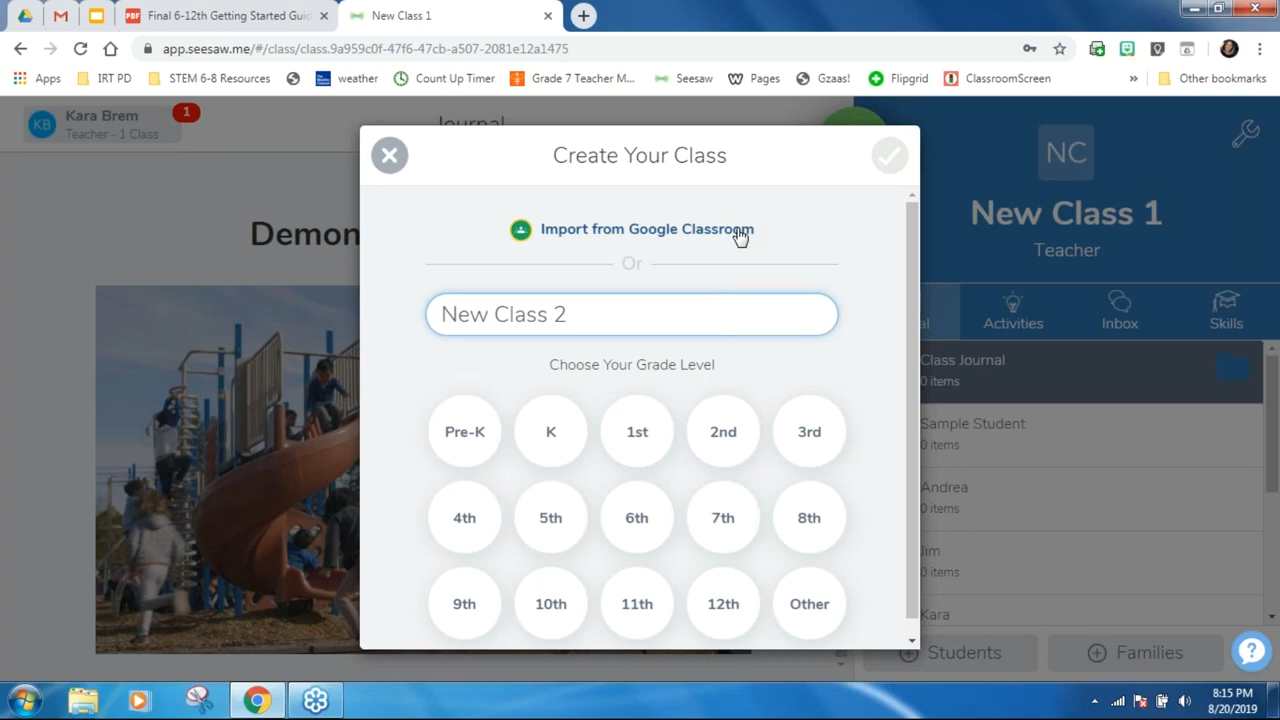 PDF Final 6-12th Getting Started Guid
New Class 1
app.seesaw.me/#/class/class.9a959c0f-47f6-47cb-a507-2081e12a1475
Apps IRT PD STEM 6-8 Resources weather Count Up Timer Grade 7 Teacher M... Seesaw Pages Gzaas! Flipgrid ClassroomScreen » Other bookmarks
KB Kara Brem 1
Teacher - 1 Class
Journal
Demon
Create Your Class
Import from Google Classroom
Or
New Class 2
Choose Your Grade Level
Pre-K K 1st 2nd 3rd
4th 5th 6th 7th 8th
9th 10th 11th 12th Other
NC
New Class 1
Teacher
al Activities Inbox Skills
Class Journal
0 items
Sample Student
0 items
Andrea
0 items
Jim
0 items
Kara
Students Families
?
8:15 PM
8/20/2019